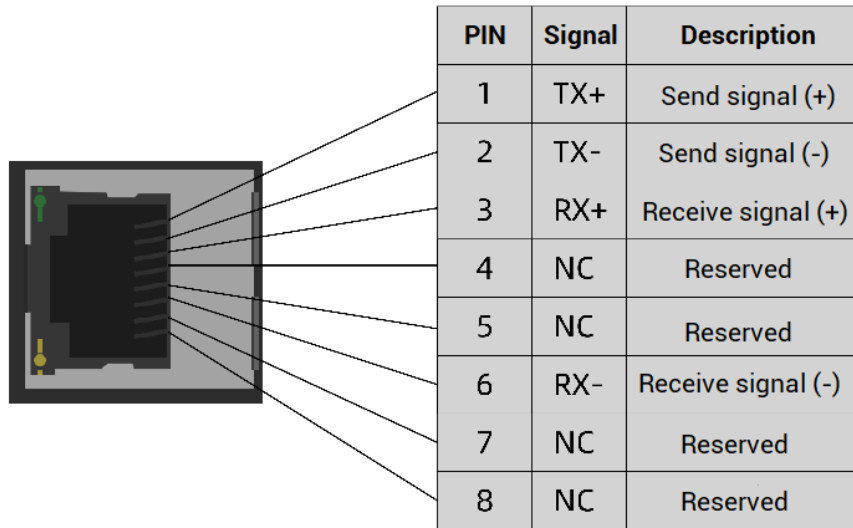 PIN Signal Description
1 TX+ Send signal (+)
2 TX- Send signal (-)
3 RX+ Receive signal (+)
4 NC Reserved
5 NC Reserved
6 RX- Receive signal (-)
7 NC Reserved
8 NC Reserved